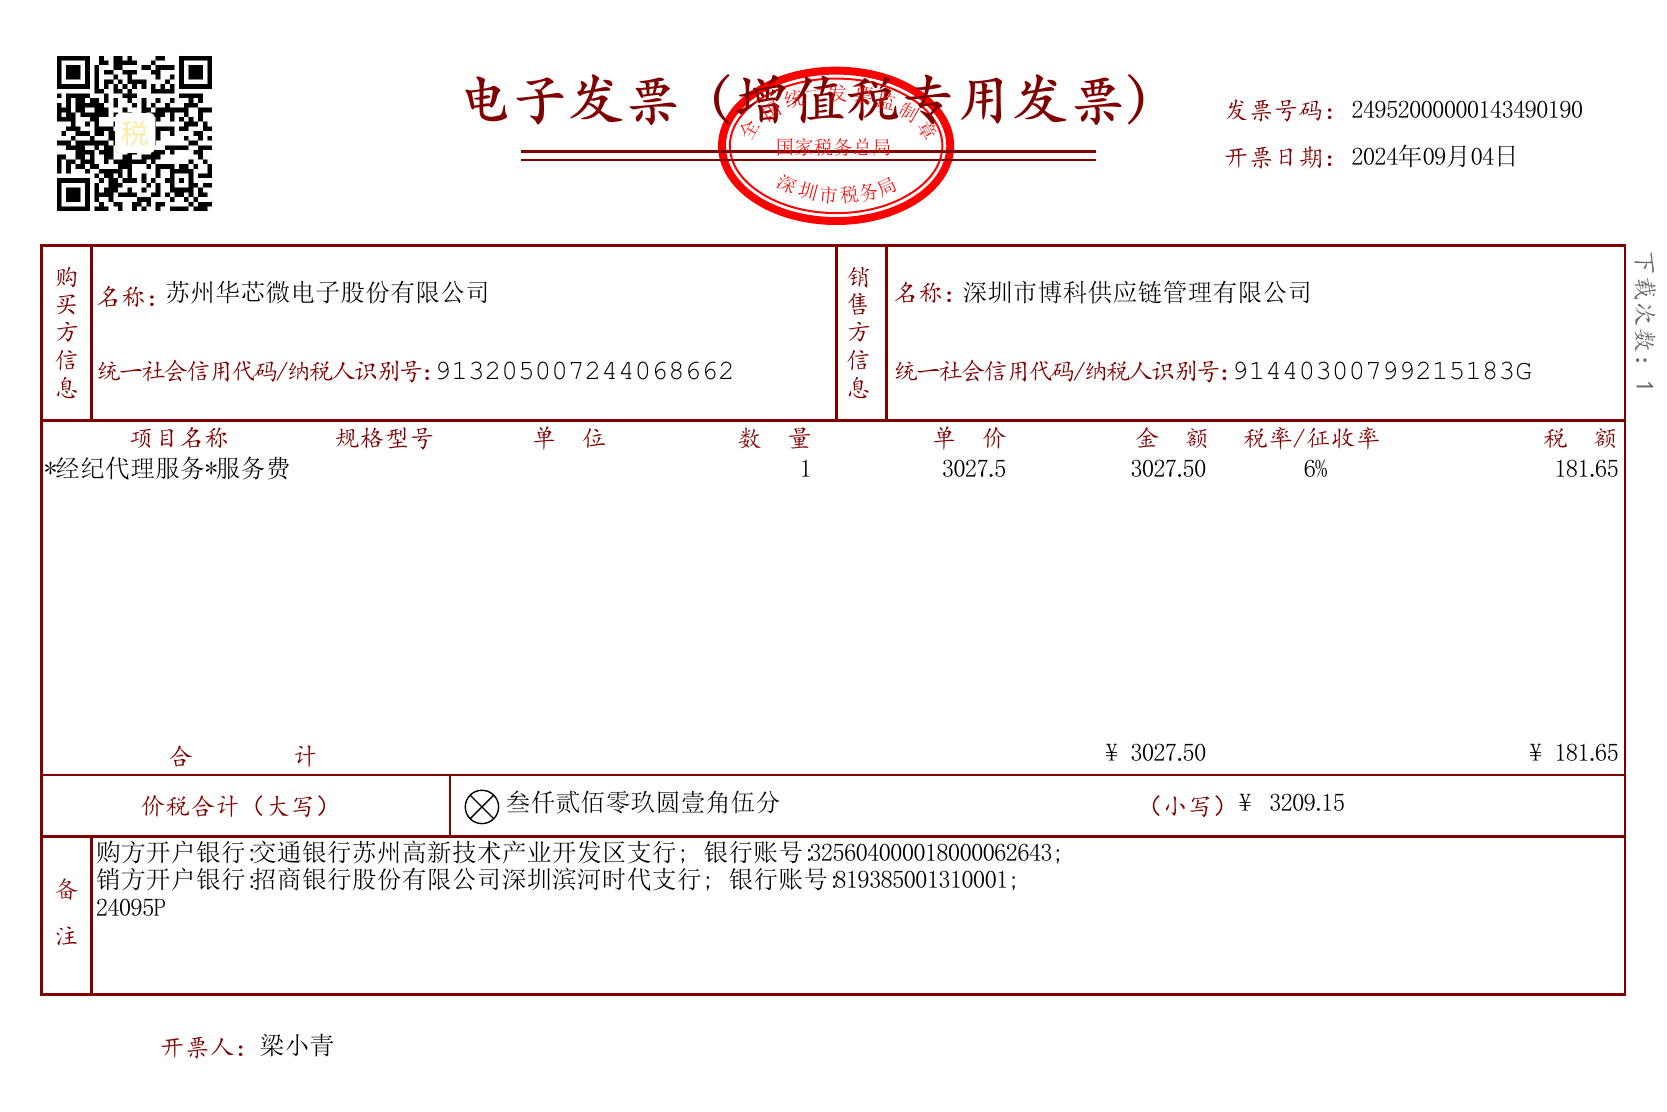 电子发票（增值税专用发票）
全国统一发票监制章
国家税务总局
深圳市税务局
税
发票号码：24952000000143490190
开票日期：2024年09月04日
下载次数：1
购买方信息
名称：苏州华芯微电子股份有限公司
统一社会信用代码/纳税人识别号：913205007244068662
销售方信息
名称：深圳市博科供应链管理有限公司
统一社会信用代码/纳税人识别号：91440300799215183G
项目名称 规格型号 单位 数量 单价 金额 税率/征收率 税额
*经纪代理服务*服务费 1 3027.5 3027.50 6% 181.65
合计 ¥ 3027.50 ¥ 181.65
价税合计（大写） 叁仟贰佰零玖圆壹角伍分 （小写）¥ 3209.15
备注
购方开户银行:交通银行苏州高新技术产业开发区支行; 银行账号:325604000018000062643;
销方开户银行:招商银行股份有限公司深圳滨河时代支行; 银行账号:819385001310001;
24095P
开票人：梁小青